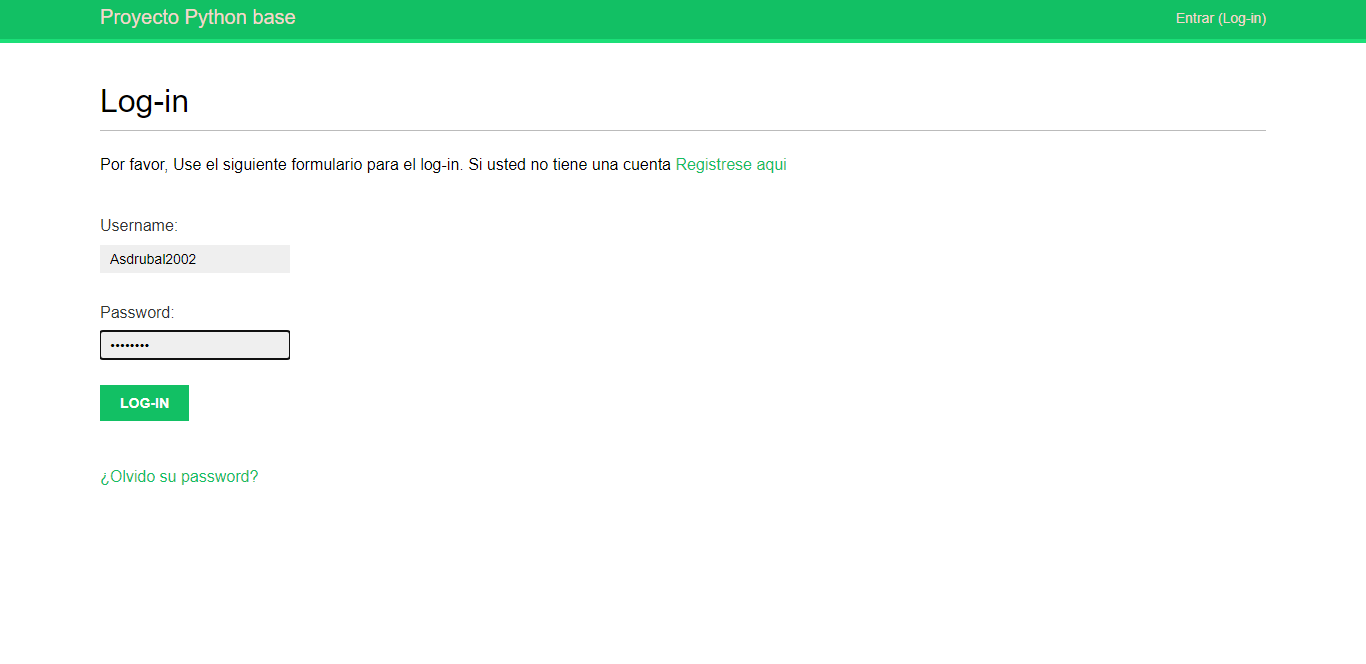 Proyecto Python base
Entrar (Log-in)
Log-in
Por favor, Use el siguiente formulario para el log-in. Si usted no tiene una cuenta Registrese aqui
Username:
Asdrubal2002
Password:
••••••••
LOG-IN
¿Olvido su password?